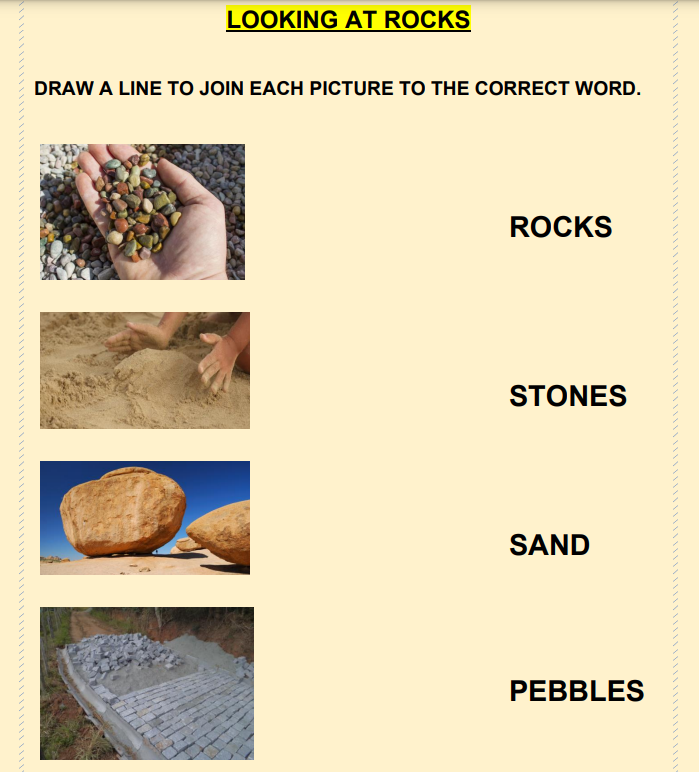 LOOKING AT ROCKS
DRAW A LINE TO JOIN EACH PICTURE TO THE CORRECT WORD.
ROCKS
STONES
SAND
PEBBLES